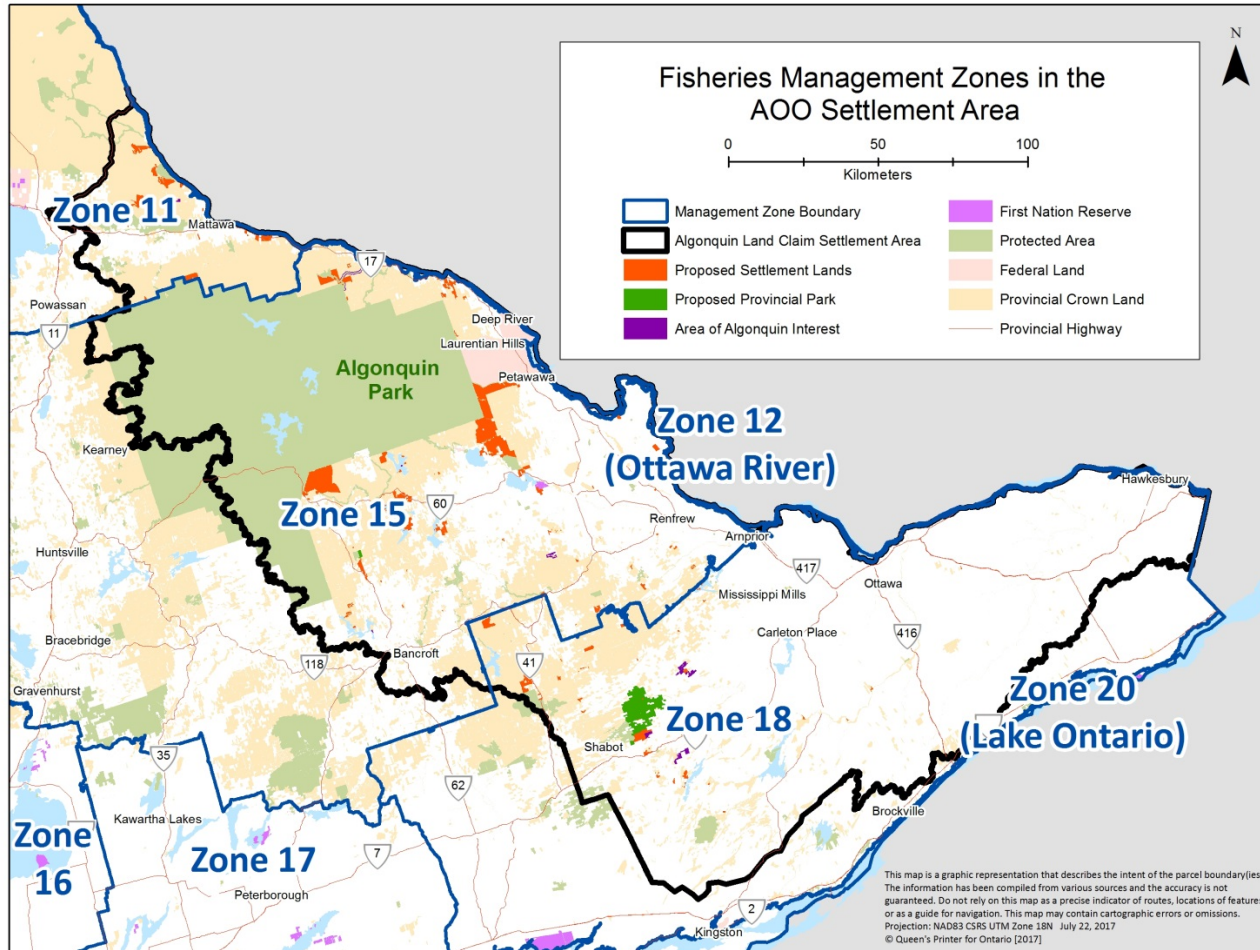 N
Fisheries Management Zones in the
AOO Settlement Area
0 50 100
Kilometers
Management Zone Boundary
Algonquin Land Claim Settlement Area
Proposed Settlement Lands
Proposed Provincial Park
Area of Algonquin Interest
First Nation Reserve
Protected Area
Federal Land
Provincial Crown Land
Provincial Highway
Zone 11
Mattawa
17
Powassan
11
Deep River
Laurentian Hills
Petawawa
Algonquin
Park
Kearney
Zone 12
(Ottawa River)
Zone 15
60
Hawkesbury
Renfrew
Arnprior
Huntsville
417
Ottawa
Mississippi Mills
Carleton Place
416
Bracebridge
118
Bancroft
41
Gravenhurst
Zone 18
Zone 20
(Lake Ontario)
Shabot
35
62
Brockville
Kawartha Lakes
Zone
16
Zone 17
7
Peterborough
2
Kingston
This map is a graphic representation that describes the intent of the parcel boundary(ies
The information has been compiled from various sources and the accuracy is not
guaranteed. Do not rely on this map as a precise indicator of routes, locations of feature
or as a guide for navigation. This map may contain cartographic errors or omissions.
Projection: NAD83 CSRS UTM Zone 18N July 22, 2017
© Queen's Printer for Ontario [2017]